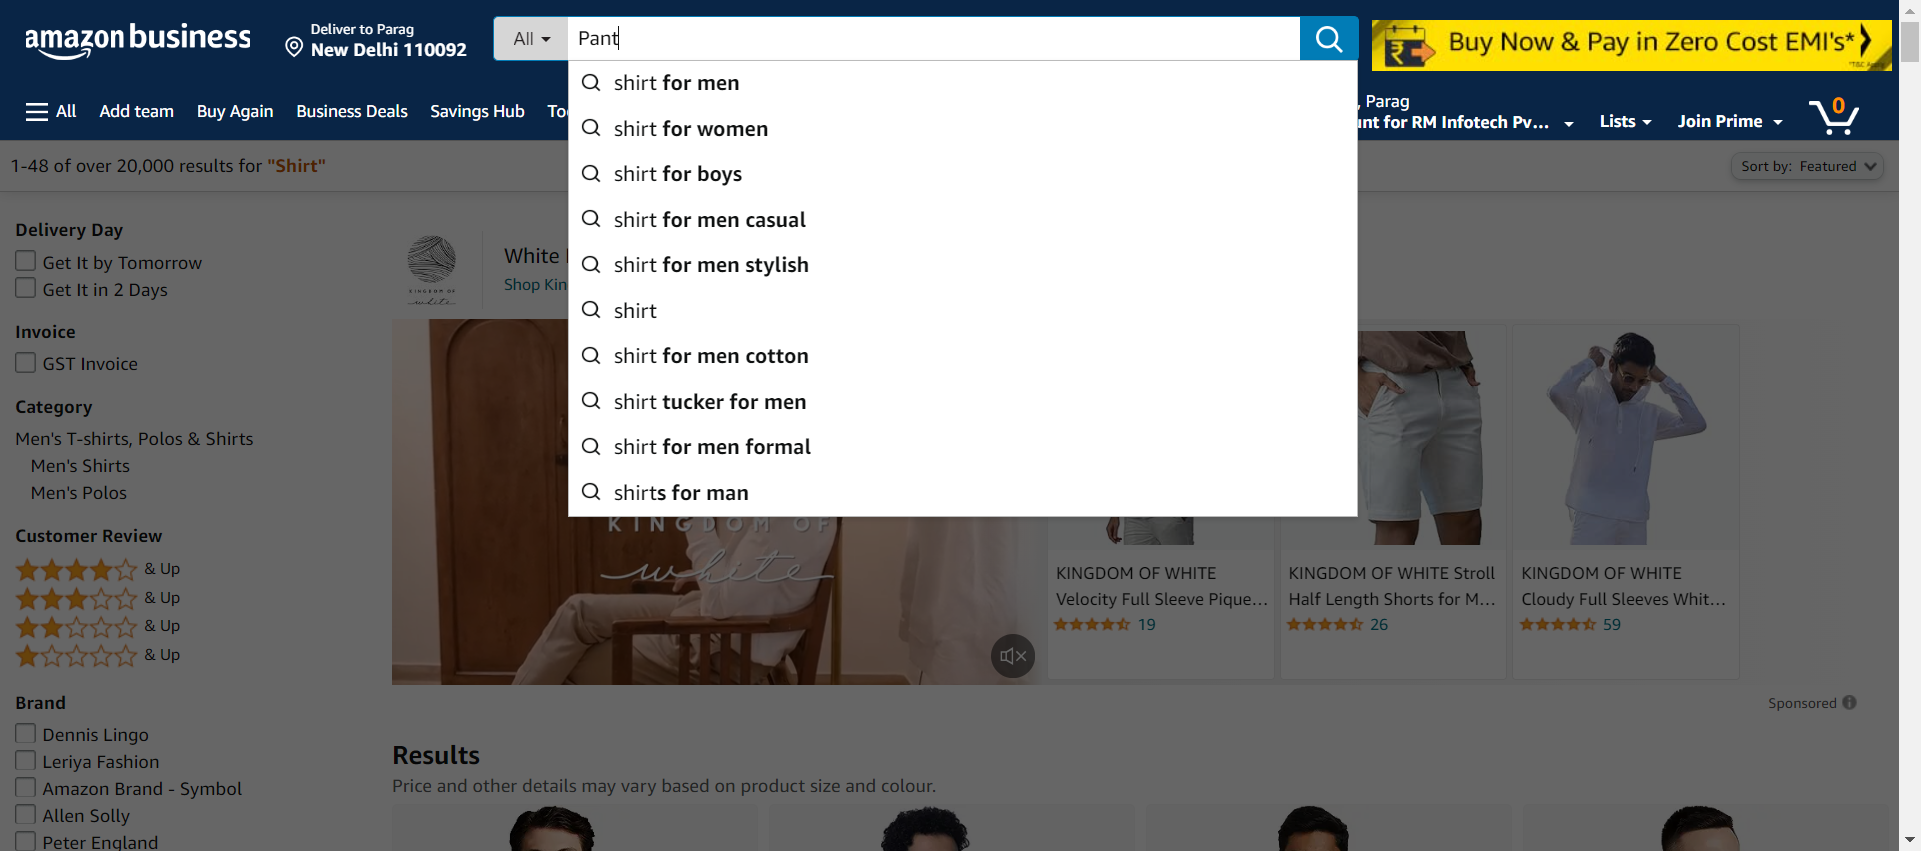 amazon business
Deliver to Parag
New Delhi 110092
All
Pant
Buy Now & Pay in Zero Cost EMI's*
All
Add team
Buy Again
Business Deals
Savings Hub
, Parag
for RM Infotech Pv...
Lists
Join Prime
0
shirt for men
shirt for women
shirt for boys
shirt for men casual
shirt for men stylish
shirt
shirt for men cotton
shirt tucker for men
shirt for men formal
shirts for man
1-48 of over 20,000 results for "Shirt"
Sort by: Featured
Delivery Day
Get It by Tomorrow
Get It in 2 Days
Invoice
GST Invoice
Category
Men's T-shirts, Polos & Shirts
Men's Shirts
Men's Polos
Customer Review
& Up
& Up
& Up
& Up
Brand
Dennis Lingo
Leriya Fashion
Amazon Brand - Symbol
Allen Solly
Peter England
KINGDOM OF
white
White
Shop Kin
KINGDOM OF
white
KINGDOM OF WHITE
Velocity Full Sleeve Pique...
19
KINGDOM OF WHITE Stroll
Half Length Shorts for M...
26
KINGDOM OF WHITE
Cloudy Full Sleeves Whit...
59
Sponsored
Results
Price and other details may vary based on product size and colour.